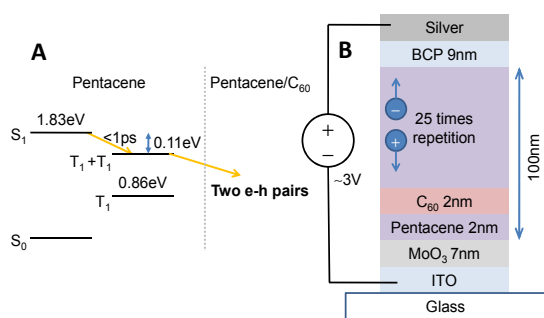 A
Pentacene
Pentacene/C₆₀
S₁
1.83eV
<1ps
0.11eV
T₁ +T₁
0.86eV
T₁
Two e-h pairs
S₀
B
+
−
~3V
Silver
BCP 9nm
−
+
25 times
repetition
C₆₀ 2nm
Pentacene 2nm
MoO₃ 7nm
ITO
Glass
100nm